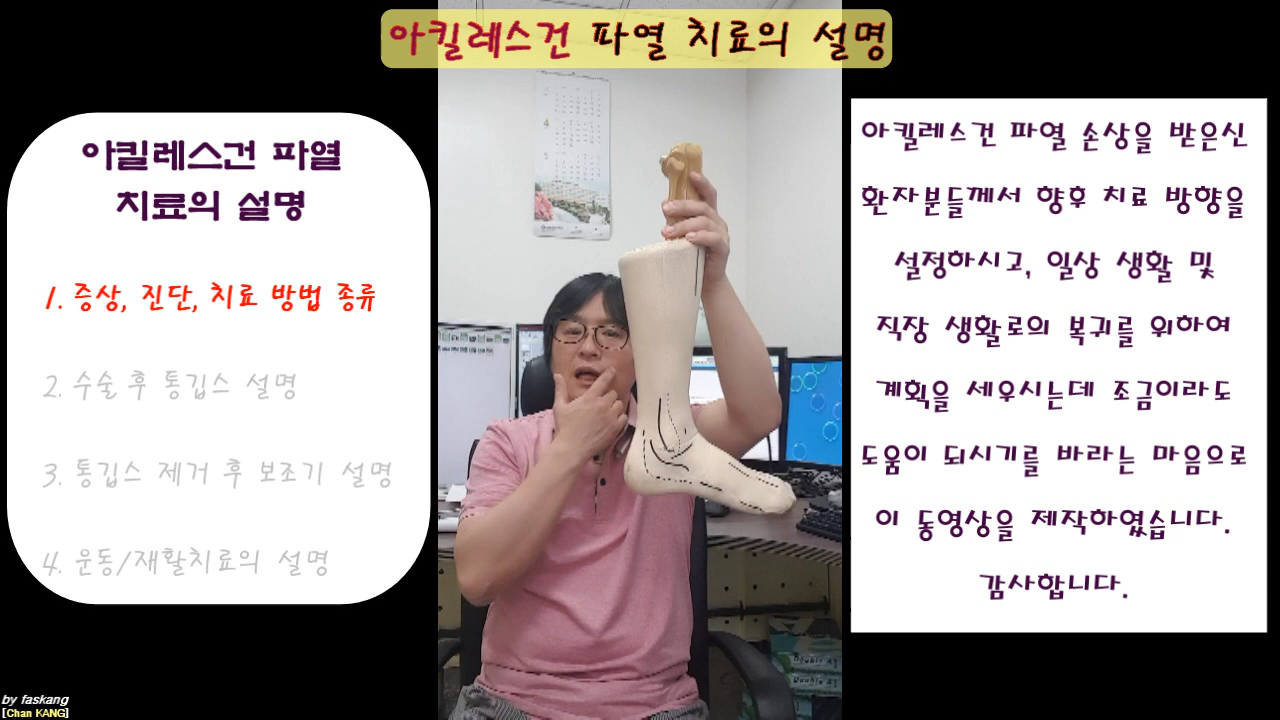 아킬레스건 파열 치료의 설명
아킬레스건 파열
치료의 설명
1. 증상, 진단, 치료 방법 종류
2. 수술 후 통깁스 설명
3. 통깁스 제거 후 보조기 설명
4. 운동/재활치료의 설명
아킬레스건 파열 손상을 받은신
환자분들께서 향후 치료 방향을
설정하시고, 일상 생활 및
직장 생활로의 복귀를 위하여
계획을 세우시는데 조금이라도
도움이 되시기를 바라는 마음으로
이 동영상을 제작하였습니다.
감사합니다.
Double A
Double A
by faskang
[Chan KANG]